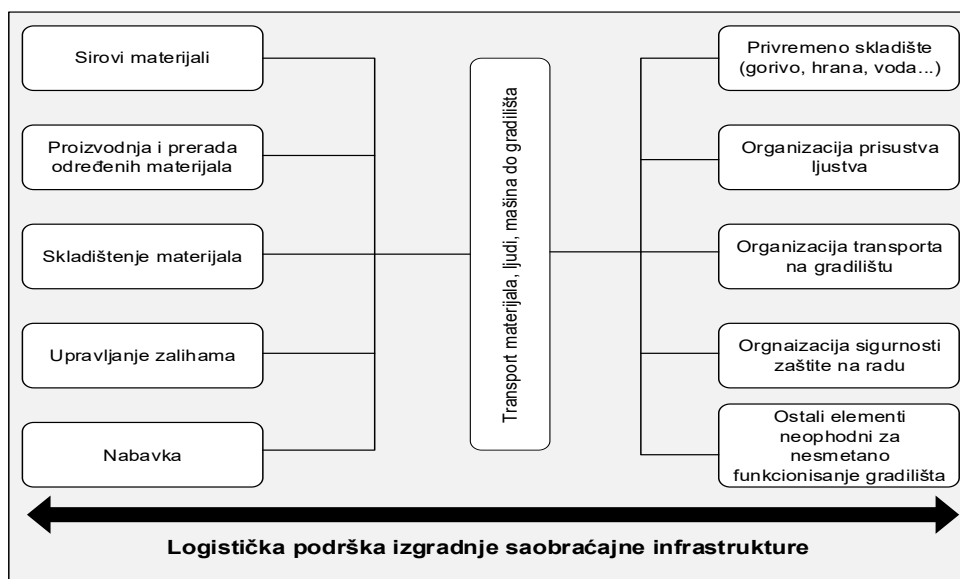 Sirovi materijali
Proizvodnja i prerada
određenih materijala
Skladištenje materijala
Upravljanje zalihama
Nabavka
Transport materijala, ljudi, mašina do gradilišta
Privremeno skladište
(gorivo, hrana, voda...)
Organizacija prisustva
ljustva
Organizacija transporta
na gradilištu
Orgnaizacija sigurnosti
zaštite na radu
Ostali elementi
neophodni za
nesmetano
funkcionisanje gradilišta
Logistička podrška izgradnje saobraćajne infrastrukture